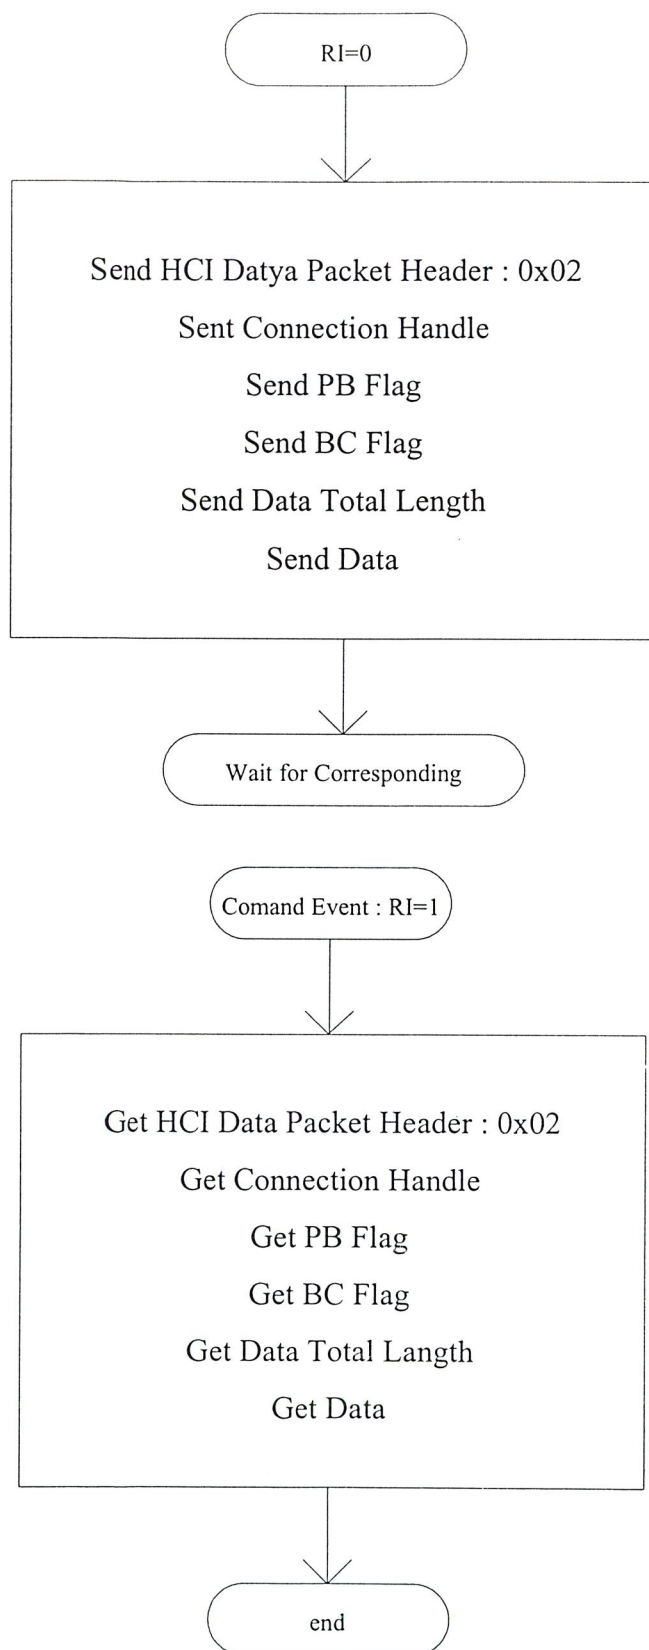 RI=0
Send HCI Datya Packet Header : 0x02
Sent Connection Handle
Send PB Flag
Send BC Flag
Send Data Total Length
Send Data
Wait for Corresponding
Comand Event : RI=1
Get HCI Data Packet Header : 0x02
Get Connection Handle
Get PB Flag
Get BC Flag
Get Data Total Langth
Get Data
end